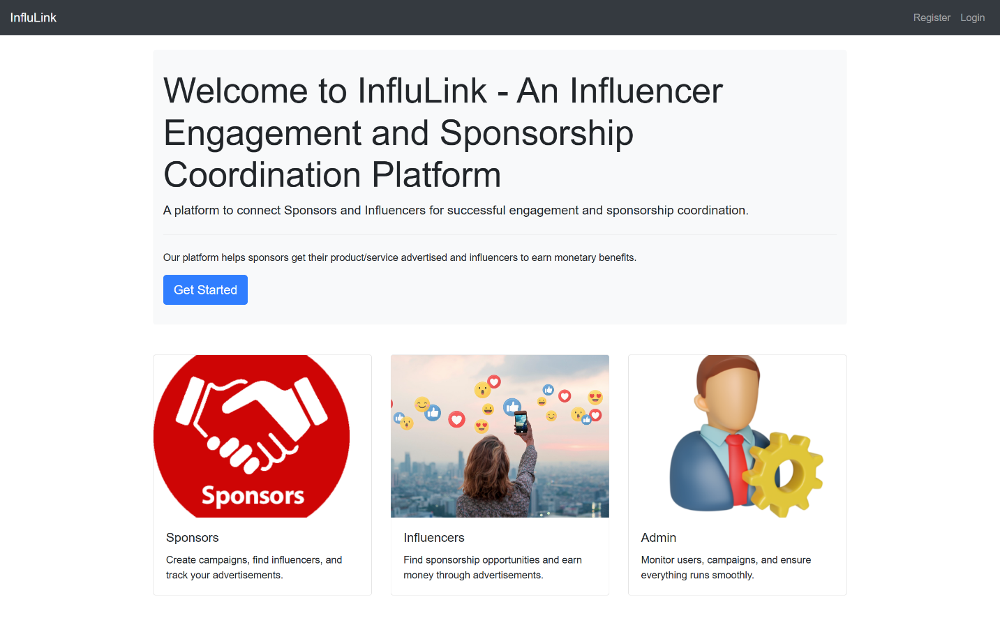 InfluLink
Register Login
Welcome to InfluLink - An Influencer
Engagement and Sponsorship
Coordination Platform
A platform to connect Sponsors and Influencers for successful engagement and sponsorship coordination.
Our platform helps sponsors get their product/service advertised and influencers to earn monetary benefits.
Get Started
Sponsors
Sponsors
Create campaigns, find influencers, and
track your advertisements.
Influencers
Find sponsorship opportunities and earn
money through advertisements.
Admin
Monitor users, campaigns, and ensure
everything runs smoothly.